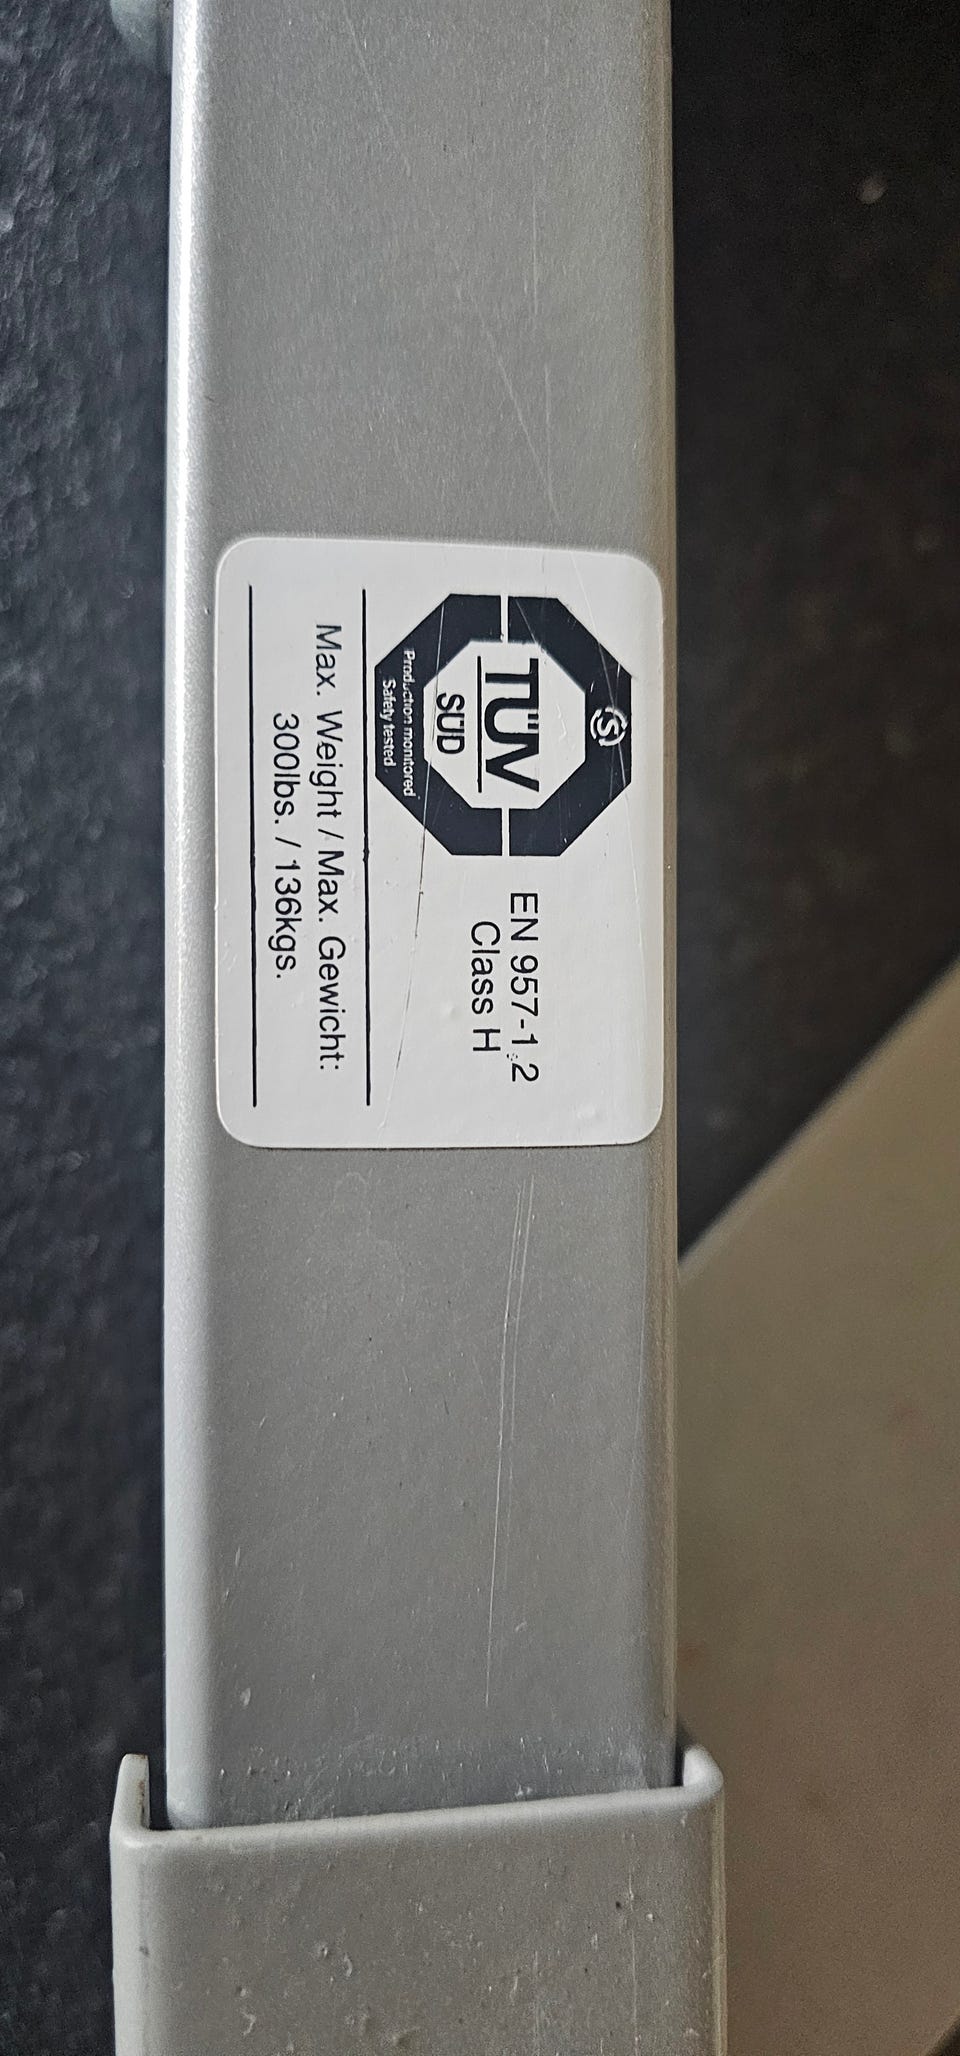 S
TÜV
SÜD
Production monitored
Safety tested
EN 957-1,2
Class H
Max. Weight / Max. Gewicht:
300lbs. / 136kgs.